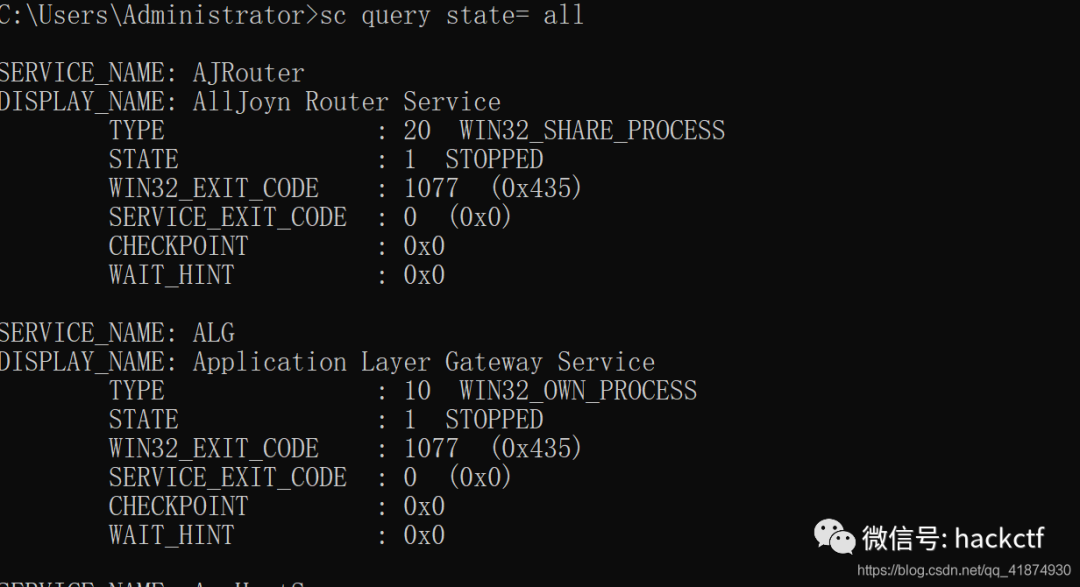 C:\Users\Administrator>sc query state= all
SERVICE_NAME: AJRouter
DISPLAY_NAME: AllJoyn Router Service
TYPE : 20 WIN32_SHARE_PROCESS
STATE : 1 STOPPED
WIN32_EXIT_CODE : 1077 (0x435)
SERVICE_EXIT_CODE : 0 (0x0)
CHECKPOINT : 0x0
WAIT_HINT : 0x0
SERVICE_NAME: ALG
DISPLAY_NAME: Application Layer Gateway Service
TYPE : 10 WIN32_OWN_PROCESS
STATE : 1 STOPPED
WIN32_EXIT_CODE : 1077 (0x435)
SERVICE_EXIT_CODE : 0 (0x0)
CHECKPOINT : 0x0
WAIT_HINT : 0x0
微信号: hackctf
https://blog.csdn.net/qq_41874930